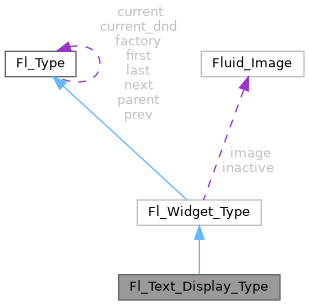 current
current_dnd
factory
first
last
next
parent
prev
Fl_Type
Fluid_Image
image
inactive
Fl_Widget_Type
Fl_Text_Display_Type